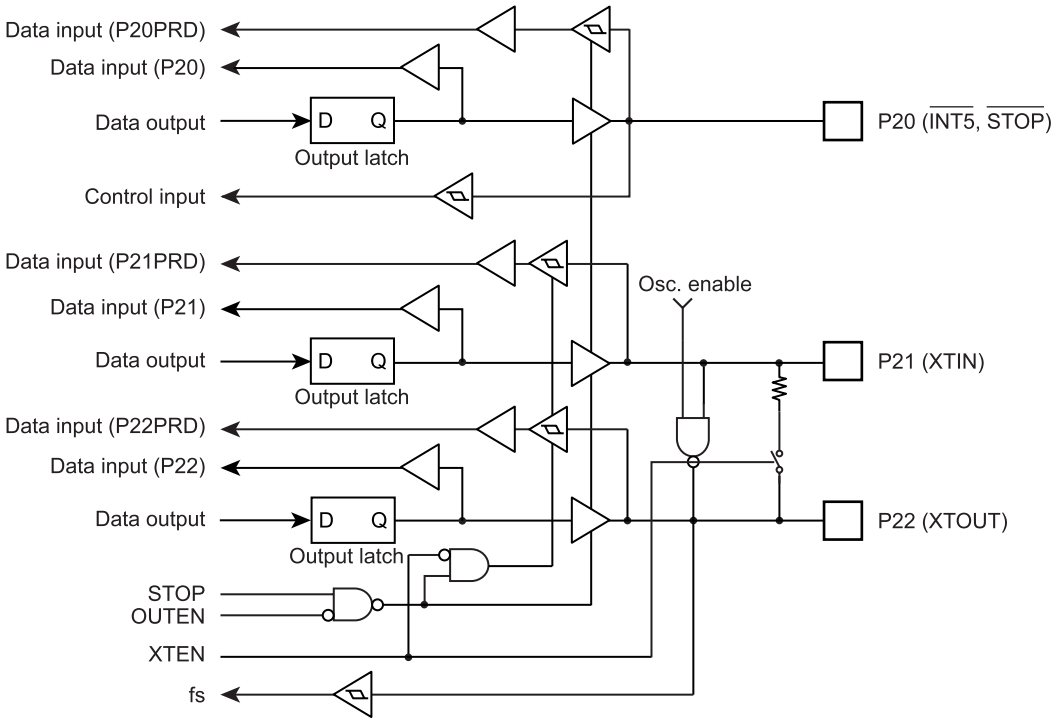 Data input (P20PRD)
Data input (P20)
Data output
D Q
Output latch
P20 (INT5, STOP)
Control input
Data input (P21PRD)
Osc. enable
Data input (P21)
Data output
D Q
Output latch
P21 (XTIN)
Data input (P22PRD)
Data input (P22)
Data output
D Q
Output latch
P22 (XTOUT)
STOP
OUTEN
XTEN
fs